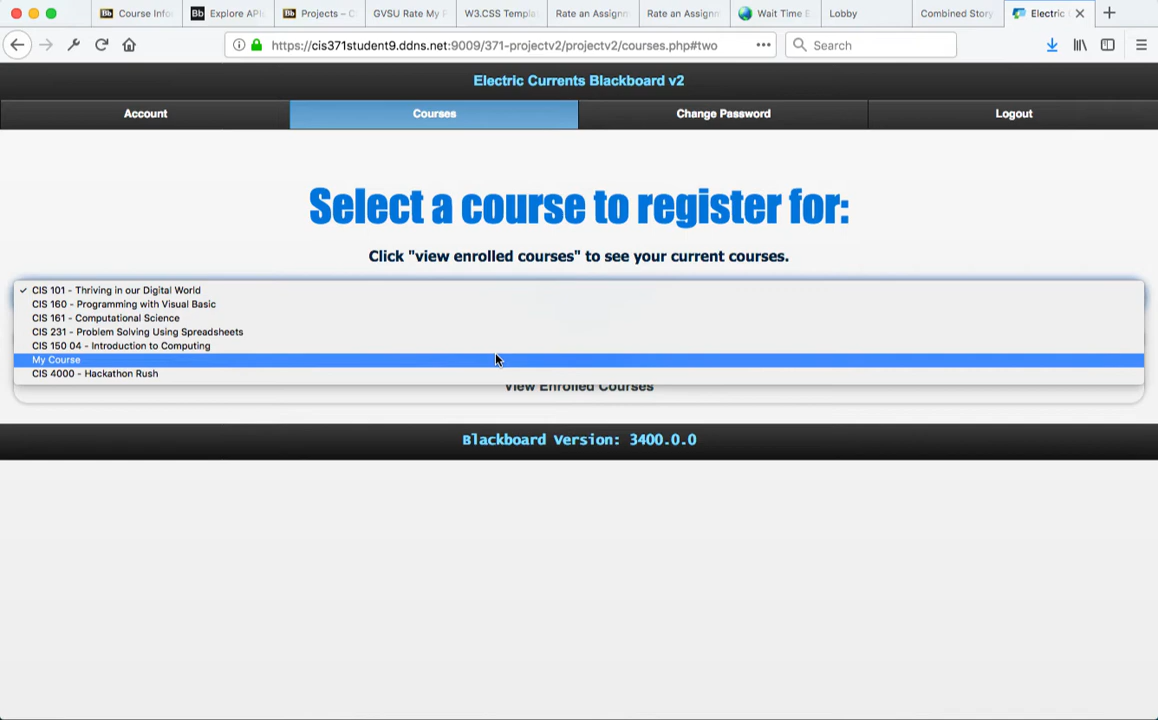 Course Info
Explore API
Projects – C
GVSU Rate My P
W3.CSS Templa
Rate an Assignm
Rate an Assignm
Wait Time E
Lobby
Combined Story
Electric
https://cis371student9.ddns.net:9009/371-projectv2/projectv2/courses.php#two
Search
Electric Currents Blackboard v2
Account
Courses
Change Password
Logout
Select a course to register for:
Click "view enrolled courses" to see your current courses.
✓ CIS 101 - Thriving in our Digital World
CIS 160 - Programming with Visual Basic
CIS 161 - Computational Science
CIS 231 - Problem Solving Using Spreadsheets
CIS 150 04 - Introduction to Computing
My Course
CIS 4000 - Hackathon Rush
View Enrolled Courses
Blackboard Version: 3400.0.0